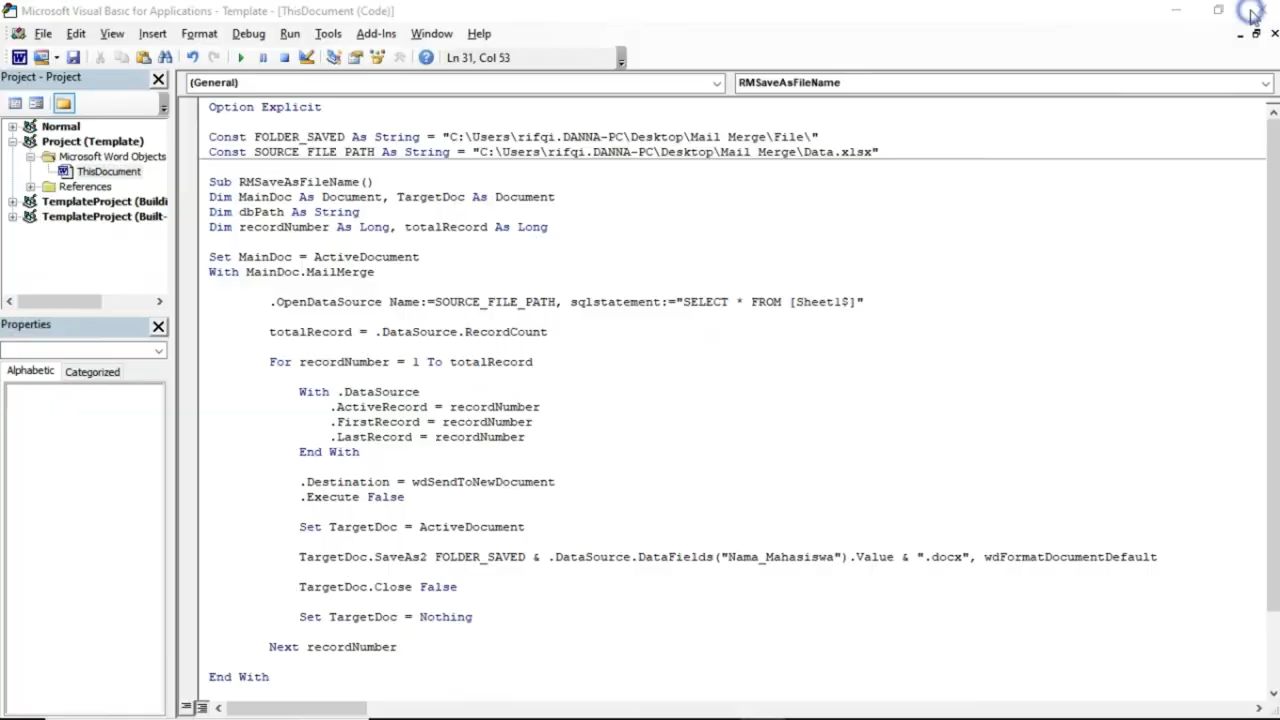 Microsoft Visual Basic for Applications - Template - [ThisDocument (Code)]
File Edit View Insert Format Debug Run Tools Add-Ins Window Help
Ln 31, Col 53
Project - Project
(General)
RMSaveAsFileName
Normal
Project (Template)
Microsoft Word Objects
ThisDocument
References
TemplateProject (Buildi
TemplateProject (Built-
Properties
Alphabetic Categorized
Option Explicit
Const FOLDER_SAVED As String = "C:\Users\rifqi.DANNA-PC\Desktop\Mail Merge\File\"
Const SOURCE_FILE_PATH As String = "C:\Users\rifqi.DANNA-PC\Desktop\Mail Merge\Data.xlsx"
Sub RMSaveAsFileName()
Dim MainDoc As Document, TargetDoc As Document
Dim dbPath As String
Dim recordNumber As Long, totalRecord As Long
Set MainDoc = ActiveDocument
With MainDoc.MailMerge
.OpenDataSource Name:=SOURCE_FILE_PATH, sqlstatement:="SELECT * FROM [Sheet1$]"
totalRecord = .DataSource.RecordCount
For recordNumber = 1 To totalRecord
With .DataSource
.ActiveRecord = recordNumber
.FirstRecord = recordNumber
.LastRecord = recordNumber
End With
.Destination = wdSendToNewDocument
.Execute False
Set TargetDoc = ActiveDocument
TargetDoc.SaveAs2 FOLDER_SAVED & .DataSource.DataFields("Nama_Mahasiswa").Value & ".docx", wdFormatDocumentDefault
TargetDoc.Close False
Set TargetDoc = Nothing
Next recordNumber
End With